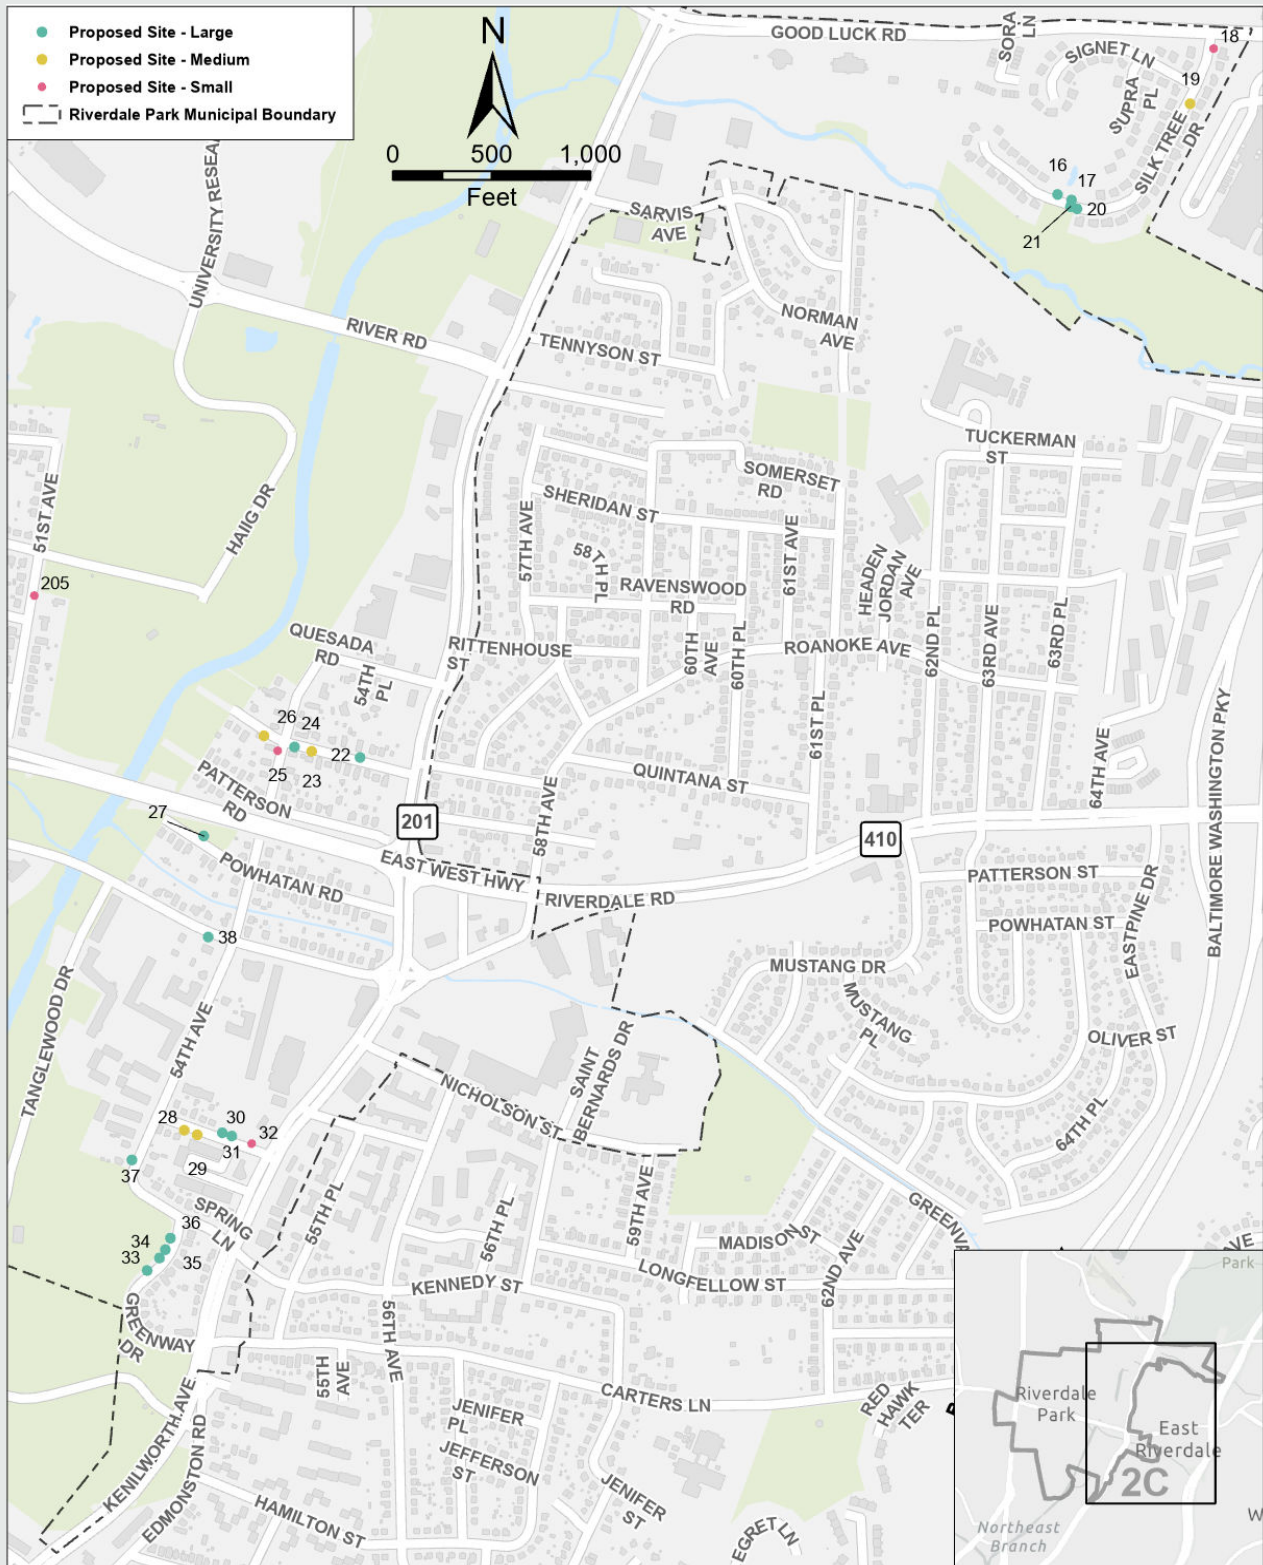 Proposed Site - Large
Proposed Site - Medium
Proposed Site - Small
Riverdale Park Municipal Boundary
N
0 500 1,000
Feet
GOOD LUCK RD
SORA
LN
SIGNET LN
SUPRA
PL
SILK TREE
DR
18
19
16
17
20
21
UNIVERSITY RESEA
SARVIS
AVE
NORMAN
AVE
RIVER RD
TENNYSON ST
TUCKERMAN
ST
SOMERSET
RD
SHERIDAN ST
51ST AVE
HAIIG DR
57TH AVE
58TH PL
61ST AVE
HEADEN
JORDAN
AVE
RAVENSWOOD
RD
205
QUESADA
RD
54TH
PL
RITTENHOUSE
ST
60TH
AVE
60TH PL
ROANOKE AVE
62ND PL
63RD AVE
63RD PL
61ST PL
26
24
22
25
23
PATTERSON
RD
QUINTANA ST
64TH AVE
BALTIMORE WASHINGTON PKY
27
201
58TH AVE
410
POWHATAN RD
EAST WEST HWY
RIVERDALE RD
PATTERSON ST
POWHATAN ST
EASTPINE DR
38
MUSTANG DR
MUSTANG
PL
OLIVER ST
TANGLEWOOD DR
54TH AVE
SAINT
BERNARDS DR
NICHOLSON ST
64TH PL
28
30
32
31
29
37
SPRING
LN
55TH PL
56TH PL
59TH AVE
MADISON ST
62ND AVE
GREENVA
36
34
33
35
KENNEDY ST
LONGFELLOW ST
GREENWAY
DR
56TH AVE
55TH
AVE
CARTERS LN
RED
HAWK
TER
JENIFER
PL
JEFFERSON
ST
JENIFER
ST
KENILWORTH AVE
EDMONSTON RD
HAMILTON ST
EGRET LN
AVE
Park
Riverdale
Park
East
Riverdale
2C
Northeast
Branch
W